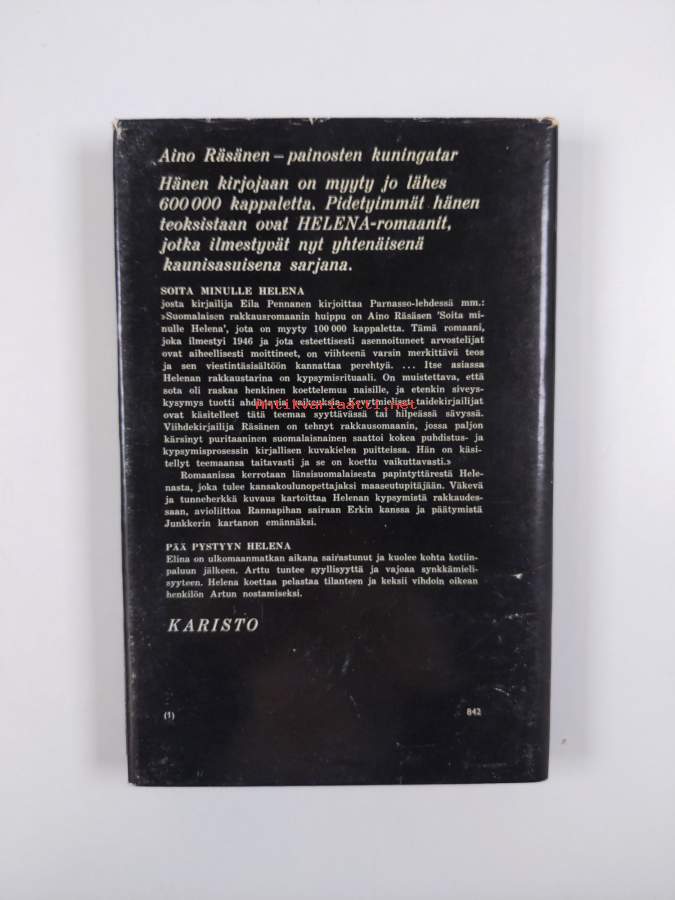 Aino Räsänen – painosten kuningatar
Hänen kirjojaan on myyty jo lähes
600 000 kappaletta. Pidetyimmät hänen
teoksistaan ovat HELENA-romaanit,
jotka ilmestyvät nyt yhtenäisenä
kaunisasuisena sarjana.
SOITA MINULLE HELENA
josta kirjailija Eila Pennanen kirjoittaa Parnasso-lehdessä mm.:
»Suomalaisen rakkausromaanin huippu on Aino Räsäsen 'Soita mi-
nulle Helena', jota on myyty 100 000 kappaletta. Tämä romaani,
joka ilmestyi 1946 ja jota esteettisesti asennoituneet arvostelijat
ovat aiheellisesti moittineet, on viihteenä varsin merkittävä teos
ja sen viestintäsisältöön kannattaa perehtyä. ... Itse asiassa
Helenan rakkaustarina on kypsymisrituaali. On muistettava, että
sota oli raskas henkinen koettelemus naisille, ja etenkin siveys-
kysymys tuotti ahdistavia vaikeuksia. Kevytmieliset taidekirjailijat
Antikvariaatti.net
ovat käsitelleet tätä teemaa syyttävässä tai hilpeässä sävyssä.
Viihdekirjailija Räsänen on tehnyt rakkausomaanin, jossa paljon
kärsinyt puritaaninen suomalaisnainen saattoi kokea puhdistus- ja
kypsymisprosessin kirjallisen kuvakielen puitteissa. Hän on käsi-
tellyt teemaansa taitavasti ja se on koettu vaikuttavasti.»
Romaanissa kerrotaan länsisuomalaisesta papintyttärestä Hele-
nasta, joka tulee kansakoulunopettajaksi maaseutupitäjään. Väkevä
ja tunneherkkä kuvaus kartoittaa Helenan kypsymistä rakkaudes-
saan, avioliittoa Rannapihan sairaan Erkin kanssa ja päätymistä
Junkkerin kartanon emännäksi.
PÄÄ PYSTYYN HELENA
Elina on ulkomaanmatkan aikana sairastunut ja kuolee kohta kotiin-
paluun jälkeen. Arttu tuntee syyllisyyttä ja vajoaa synkkämieli-
syyteen. Helena koettaa pelastaa tilanteen ja keksii vihdoin oikean
henkilön Artun nostamiseksi.
KARISTO
(1) 842